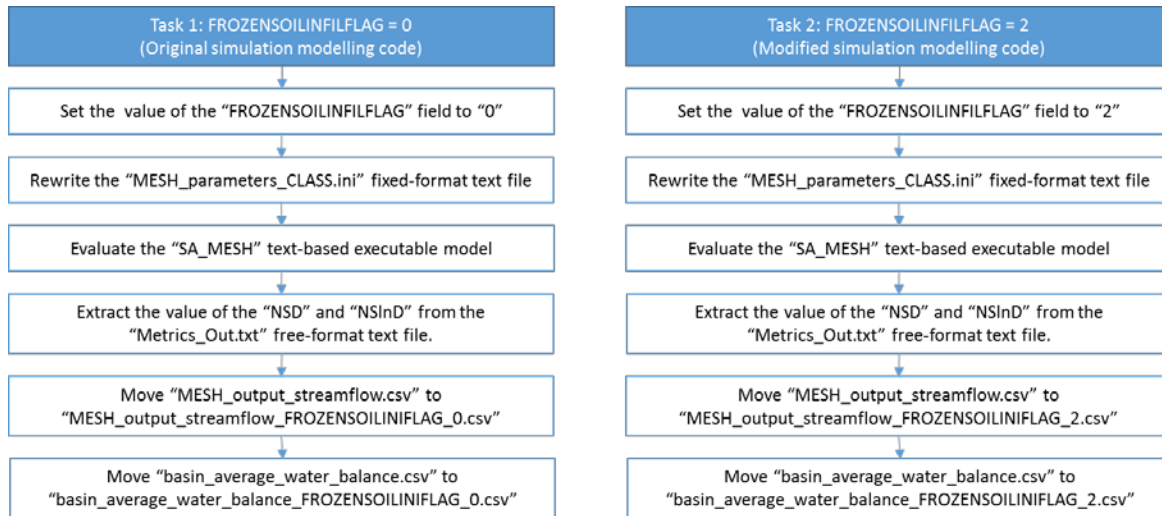 Task 1: FROZENSOILINFILFLAG = 0
(Original simulation modelling code)
Set the value of the “FROZENSOILINFILFLAG” field to “0”
Rewrite the “MESH_parameters_CLASS.ini” fixed-format text file
Evaluate the “SA_MESH” text-based executable model
Extract the value of the “NSD” and “NSlnD” from the
“Metrics_Out.txt” free-format text file.
Move “MESH_output_streamflow.csv” to
“MESH_output_streamflow_FROZENSOILINIFLAG_0.csv”
Move “basin_average_water_balance.csv” to
“basin_average_water_balance_FROZENSOILINIFLAG_0.csv”
Task 2: FROZENSOILINFILFLAG = 2
(Modified simulation modelling code)
Set the value of the “FROZENSOILINFILFLAG” field to “2”
Rewrite the “MESH_parameters_CLASS.ini” fixed-format text file
Evaluate the “SA_MESH” text-based executable model
Extract the value of the “NSD” and “NSlnD” from the
“Metrics_Out.txt” free-format text file.
Move “MESH_output_streamflow.csv” to
“MESH_output_streamflow_FROZENSOILINIFLAG_2.csv”
Move “basin_average_water_balance.csv” to
“basin_average_water_balance_FROZENSOILINIFLAG_2.csv”